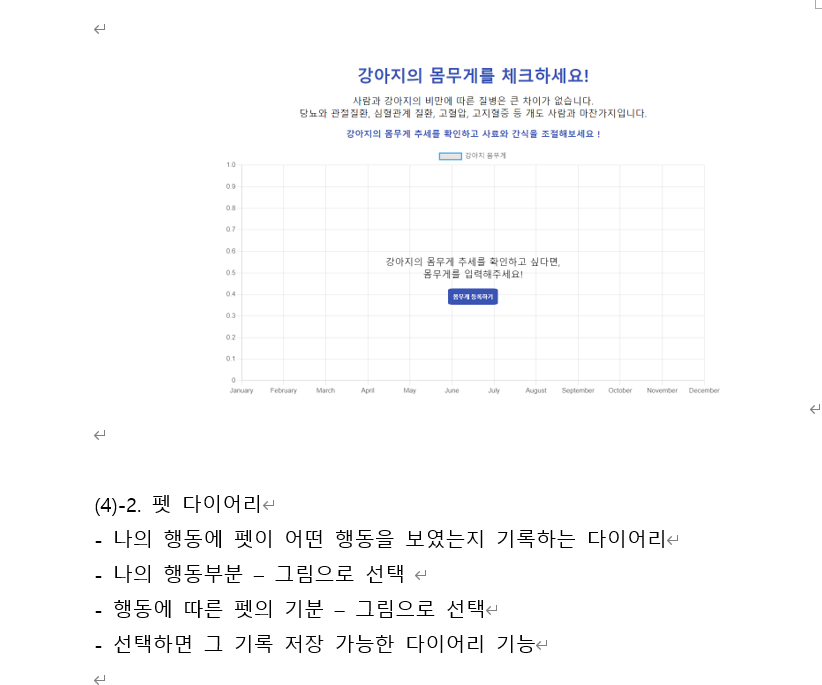 강아지의 몸무게를 체크하세요!
사람과 강아지의 비만에 따른 질병은 큰 차이가 없습니다.
당뇨와 관절질환, 심혈관계 질환, 고혈압, 고지혈증 등 개도 사람과 마찬가지입니다.
강아지의 몸무게 추세를 확인하고 사료와 간식을 조절해보세요 !
강아지 몸무게
1.0
0.9
0.8
0.7
0.6
강아지의 몸무게 추세를 확인하고 싶다면,
0.5
몸무게를 입력해주세요!
0.4
몸무게 등록하기
0.3
0.2
0.1
0
January February March April May June July August September October November December
(4)-2. 펫 다이어리
- 나의 행동에 펫이 어떤 행동을 보였는지 기록하는 다이어리
- 나의 행동부분 – 그림으로 선택
- 행동에 따른 펫의 기분 – 그림으로 선택
- 선택하면 그 기록 저장 가능한 다이어리 기능